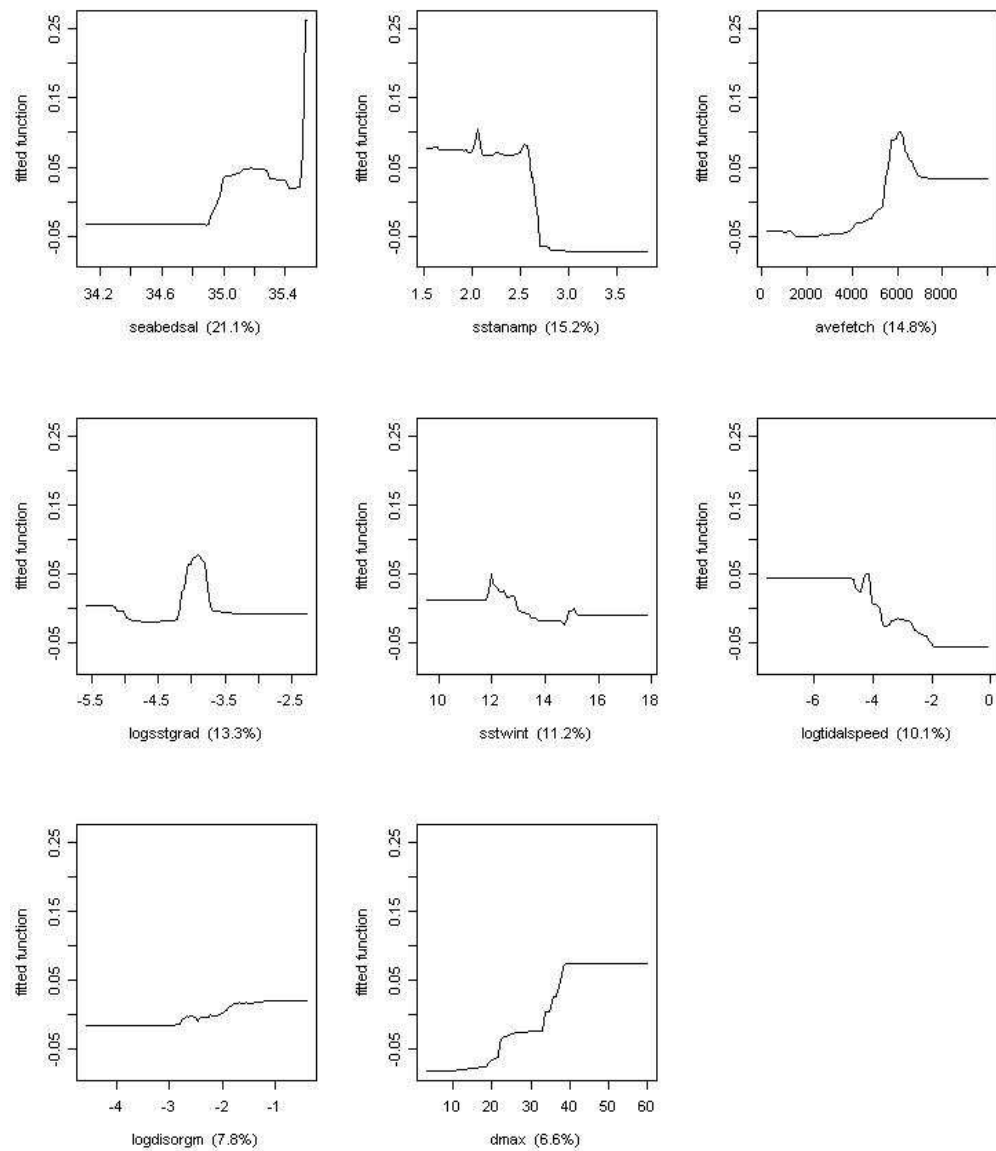 fitted function
-0.05 0.05 0.15 0.25
34.2 34.6 35.0 35.4
seabedsal (21.1%)
fitted function
-0.05 0.05 0.15 0.25
1.5 2.0 2.5 3.0 3.5
sstanamp (15.2%)
fitted function
-0.05 0.05 0.15 0.25
0 2000 4000 6000 8000
avefetch (14.8%)
fitted function
-0.05 0.05 0.15 0.25
-5.5 -4.5 -3.5 -2.5
logsstgrad (13.3%)
fitted function
-0.05 0.05 0.15 0.25
10 12 14 16 18
sstwint (11.2%)
fitted function
-0.05 0.05 0.15 0.25
-6 -4 -2 0
logtidalspeed (10.1%)
fitted function
-0.05 0.05 0.15 0.25
-4 -3 -2 -1
logdisorgm (7.8%)
fitted function
-0.05 0.05 0.15 0.25
10 20 30 40 50 60
dmax (6.6%)